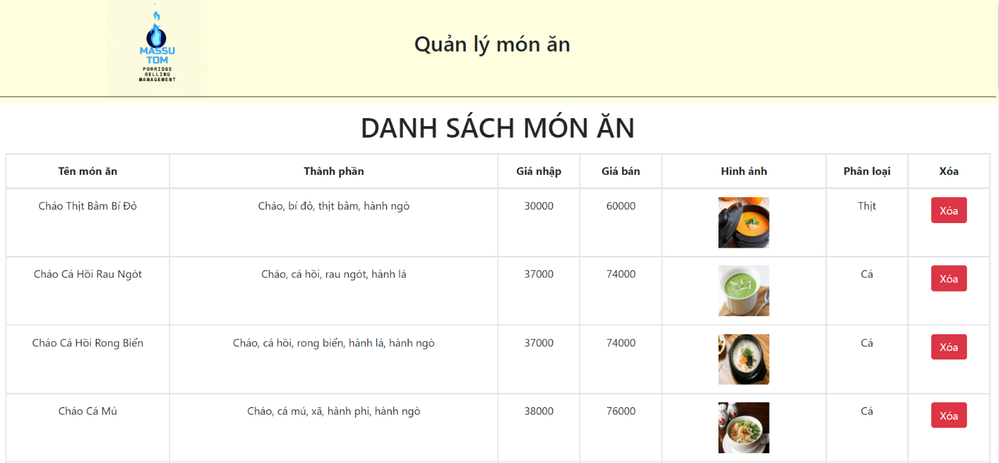 MASSU
TOM
PORRIDGE
SELLING
MANAGEMENT
Quản lý món ăn
DANH SÁCH MÓN ĂN
Tên món ăn Thành phần Giá nhập Giá bán Hình ảnh Phân loại Xóa
Cháo Thịt Bằm Bí Đỏ Cháo, bí đỏ, thịt bằm, hành ngò 30000 60000 Thịt Xóa
Cháo Cá Hồi Rau Ngót Cháo, cá hồi, rau ngót, hành lá 37000 74000 Cá Xóa
Cháo Cá Hồi Rong Biển Cháo, cá hồi, rong biển, hành lá, hành ngò 37000 74000 Cá Xóa
Cháo Cá Mú Cháo, cá mú, xã, hành phi, hành ngò 38000 76000 Cá Xóa